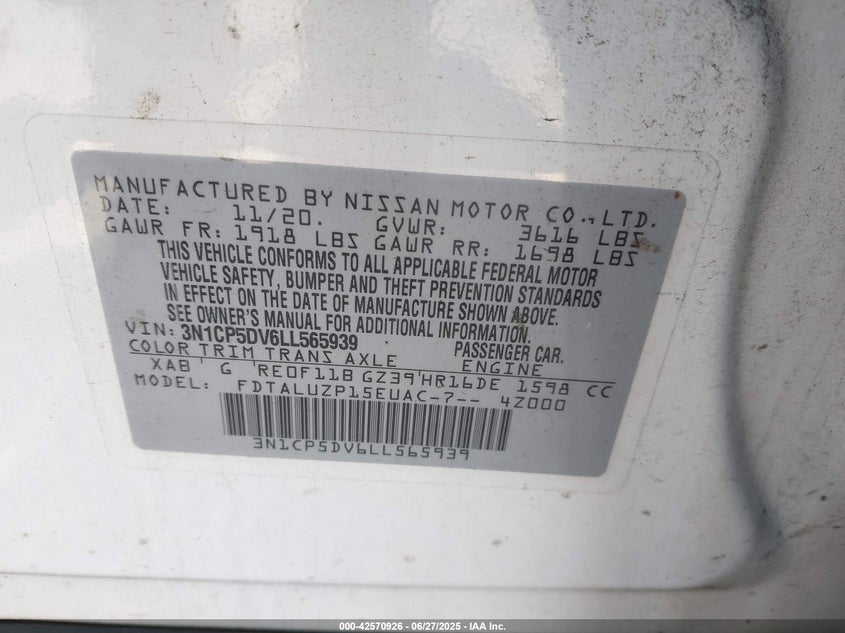 MANUFACTURED BY NISSAN MOTOR CO., LTD.
DATE: 11/20. GVWR: 3616 LBS
GAWR FR: 1918 LBS GAWR RR: 1698 LBS
THIS VEHICLE CONFORMS TO ALL APPLICABLE FEDERAL MOTOR
VEHICLE SAFETY, BUMPER AND THEFT PREVENTION STANDARDS
IN EFFECT ON THE DATE OF MANUFACTURE SHOWN ABOVE.
SEE OWNER'S MANUAL FOR ADDITIONAL INFORMATION
VIN: 3N1CP5DV6LL565939 PASSENGER CAR.
COLOR TRIM TRANS AXLE ENGINE
XAB G RE0F11B GZ39 HR16DE 1598 CC
MODEL: FDTALUZP15EUAC-7-- 4Z000
3N1CP5DV6LL565939
000-42570926 - 06/27/2025 - IAA Inc.